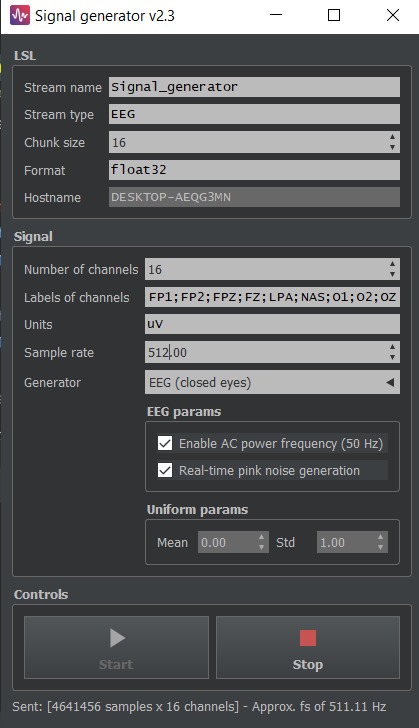 Signal generator v2.3
LSL
Stream name Signal_generator
Stream type EEG
Chunk size 16
Format float32
Hostname DESKTOP-AEQG3MN
Signal
Number of channels 16
Labels of channels FP1;FP2;FPZ;FZ;LPA;NAS;O1;O2;OZ
Units uV
Sample rate 512.00
Generator EEG (closed eyes)
EEG params
Enable AC power frequency (50 Hz)
Real-time pink noise generation
Uniform params
Mean 0.00 Std 1.00
Controls
Start Stop
Sent: [4641456 samples x 16 channels] - Approx. fs of 511.11 Hz